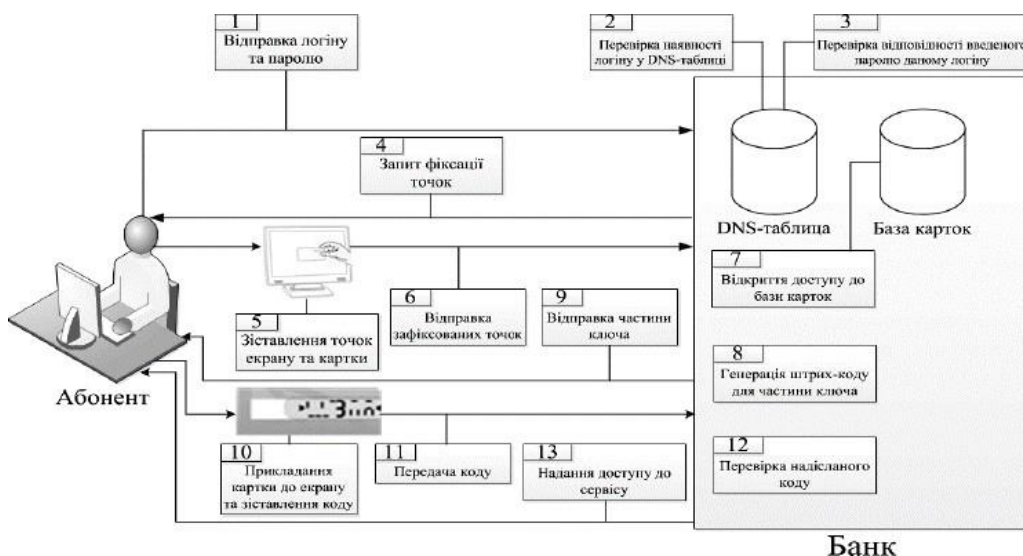 1
Відправка логіну
та паролю
2
Перевірка наявності
логіну у DNS-таблиці
3
Перевірка відповідності введеного
паролю даному логіну
4
Запит фіксації
точок
DNS-таблиця
База карток
7
Відкриття доступу до
бази карток
5
Зіставлення точок
екрану та картки
6
Відправка
зафіксованих точок
9
Відправка частини
ключа
8
Генерація штрих-коду
для частини ключа
Абонент
10
Прикладання
картки до екрану
та зіставлення коду
11
Передача коду
13
Надання доступу до
сервісу
12
Перевірка надісланого
коду
Банк